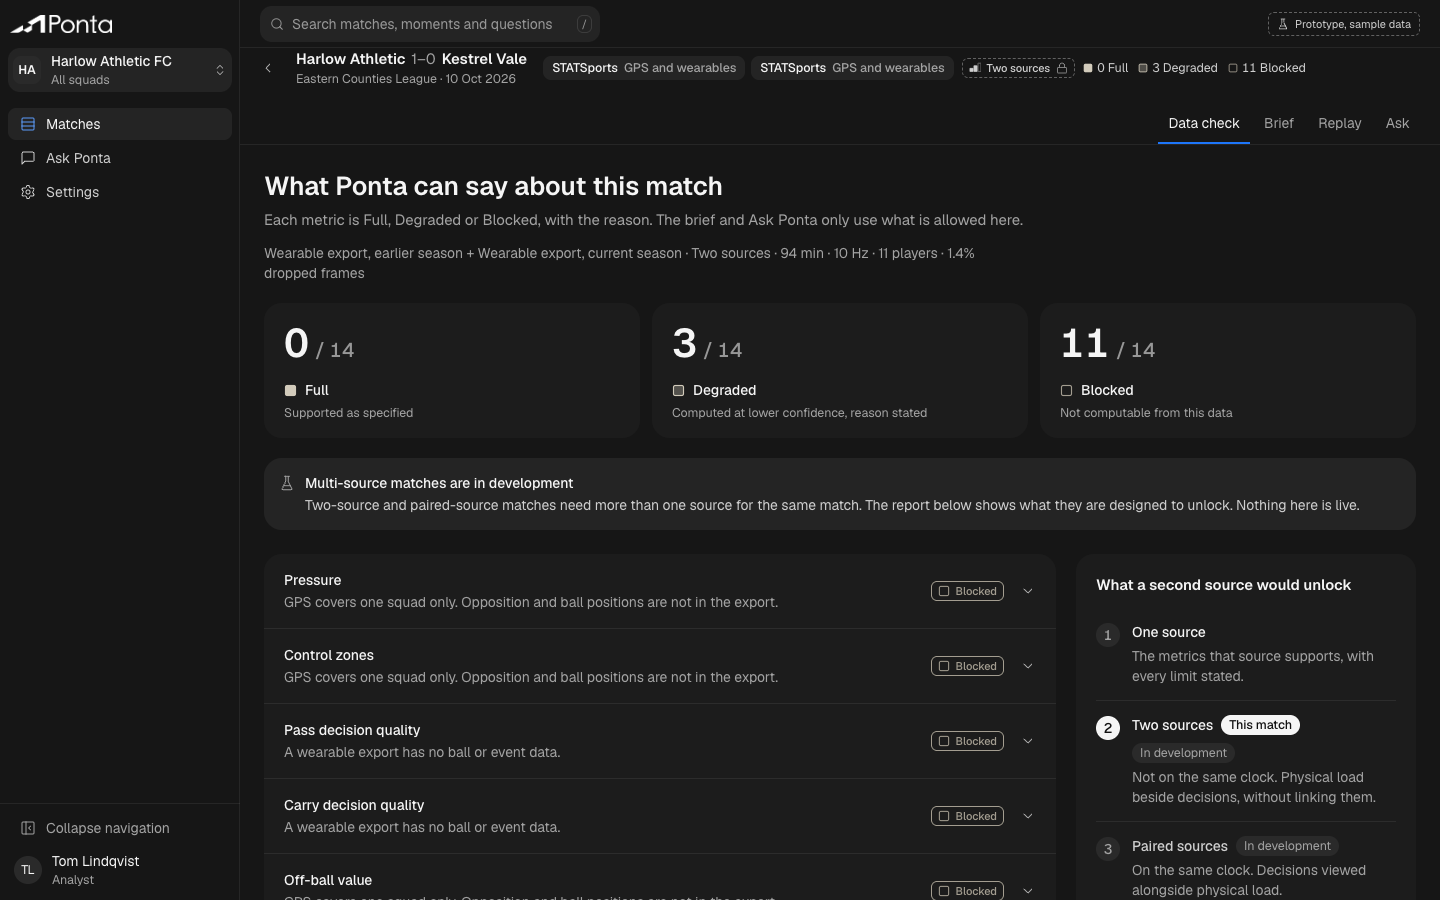 Ponta
Search matches, moments and questions /
Prototype, sample data
HA
Harlow Athletic FC
All squads
Matches
Ask Ponta
Settings
Collapse navigation
TL
Tom Lindqvist
Analyst
Harlow Athletic 1–0 Kestrel Vale
Eastern Counties League · 10 Oct 2026
STATSports GPS and wearables
STATSports GPS and wearables
Two sources
0 Full
3 Degraded
11 Blocked
Data check
Brief
Replay
Ask
What Ponta can say about this match
Each metric is Full, Degraded or Blocked, with the reason. The brief and Ask Ponta only use what is allowed here.
Wearable export, earlier season + Wearable export, current season · Two sources · 94 min · 10 Hz · 11 players · 1.4%
dropped frames
0 / 14
Full
Supported as specified
3 / 14
Degraded
Computed at lower confidence, reason stated
11 / 14
Blocked
Not computable from this data
Multi-source matches are in development
Two-source and paired-source matches need more than one source for the same match. The report below shows what they are designed to unlock. Nothing here is live.
Pressure
GPS covers one squad only. Opposition and ball positions are not in the export.
Blocked
Control zones
GPS covers one squad only. Opposition and ball positions are not in the export.
Blocked
Pass decision quality
A wearable export has no ball or event data.
Blocked
Carry decision quality
A wearable export has no ball or event data.
Blocked
Off-ball value
GPS covers one squad only. Opposition and ball positions are not in the export.
Blocked
What a second source would unlock
1
One source
The metrics that source supports, with
every limit stated.
2
Two sources
This match
In development
Not on the same clock. Physical load
beside decisions, without linking them.
3
Paired sources
In development
On the same clock. Decisions viewed
alongside physical load.